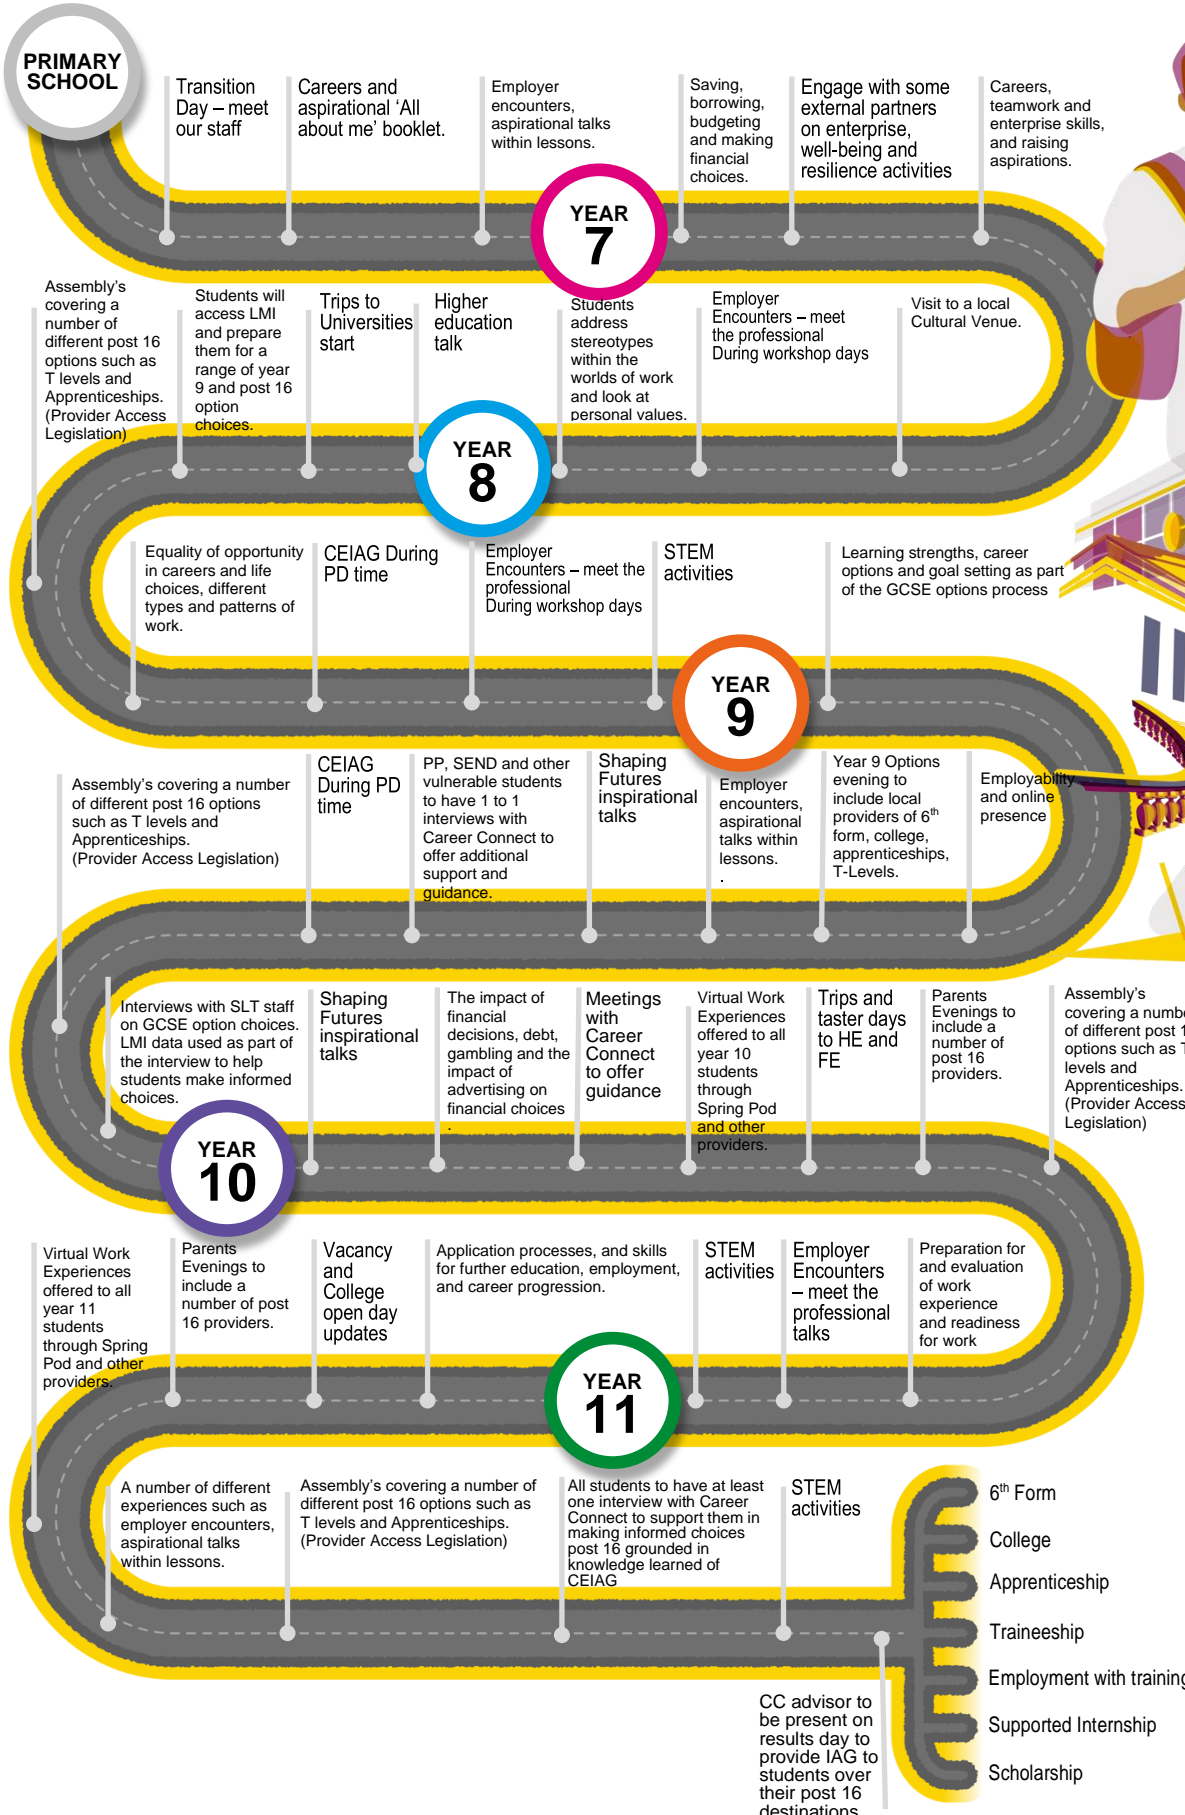 PRIMARY
SCHOOL
Transition
Day – meet
our staff
Careers and
aspirational ‘All
about me’ booklet.
Employer
encounters,
aspirational talks
within lessons.
Saving,
borrowing,
budgeting
and making
financial
choices.
Engage with some
external partners
on enterprise,
well-being and
resilience activities
Careers,
teamwork and
enterprise skills,
and raising
aspirations.
YEAR
7
Assembly’s
covering a
number of
different post 16
options such as
T levels and
Apprenticeships.
(Provider Access
Legislation)
Students will
access LMI
and prepare
them for a
range of year
9 and post 16
option
choices.
Trips to
Universities
start
Higher
education
talk
Students
address
stereotypes
within the
worlds of work
and look at
personal values.
Employer
Encounters – meet
the professional
During workshop days
Visit to a local
Cultural Venue.
YEAR
8
Equality of opportunity
in careers and life
choices, different
types and patterns of
work.
CEIAG During
PD time
Employer
Encounters – meet the
professional
During workshop days
STEM
activities
Learning strengths, career
options and goal setting as part
of the GCSE options process
YEAR
9
Assembly’s covering a number
of different post 16 options
such as T levels and
Apprenticeships.
(Provider Access Legislation)
CEIAG
During PD
time
PP, SEND and other
vulnerable students
to have 1 to 1
interviews with
Career Connect to
offer additional
support and
guidance.
Shaping
Futures
inspirational
talks
Employer
encounters,
aspirational
talks within
lessons.
.
Year 9 Options
evening to
include local
providers of 6th
form, college,
apprenticeships,
T-Levels.
Employability
and online
presence
Interviews with SLT staff
on GCSE option choices.
LMI data used as part of
the interview to help
students make informed
choices.
Shaping
Futures
inspirational
talks
The impact of
financial
decisions, debt,
gambling and the
impact of
advertising on
financial choices
.
Meetings
with
Career
Connect
to offer
guidance
Virtual Work
Experiences
offered to all
year 10
students
through
Spring Pod
and other
providers.
Trips and
taster days
to HE and
FE
Parents
Evenings to
include a
number of
post 16
providers.
Assembly’s
covering a numbe
of different post 1
options such as T
levels and
Apprenticeships.
(Provider Access
Legislation)
YEAR
10
Virtual Work
Experiences
offered to all
year 11
students
through Spring
Pod and other
providers.
Parents
Evenings to
include a
number of post
16 providers.
Vacancy
and
College
open day
updates
Application processes, and skills
for further education, employment,
and career progression.
STEM
activities
Employer
Encounters
– meet the
professional
talks
Preparation for
and evaluation
of work
experience
and readiness
for work
YEAR
11
A number of different
experiences such as
employer encounters,
aspirational talks
within lessons.
Assembly’s covering a number of
different post 16 options such as
T levels and Apprenticeships.
(Provider Access Legislation)
All students to have at least
one interview with Career
Connect to support them in
making informed choices
post 16 grounded in
knowledge learned of
CEIAG
STEM
activities
6th Form
College
Apprenticeship
Traineeship
Employment with training
Supported Internship
Scholarship
CC advisor to
be present on
results day to
provide IAG to
students over
their post 16
destinations